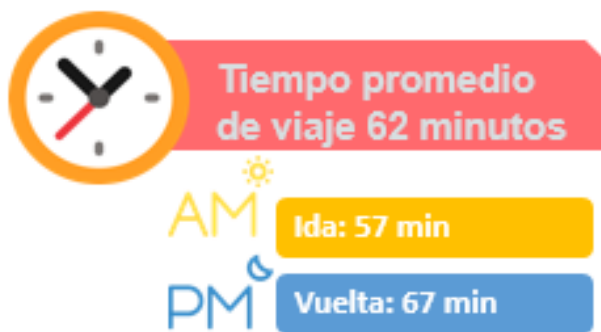 Tiempo promedio
de viaje 62 minutos
AM
Ida: 57 min
PM
Vuelta: 67 min